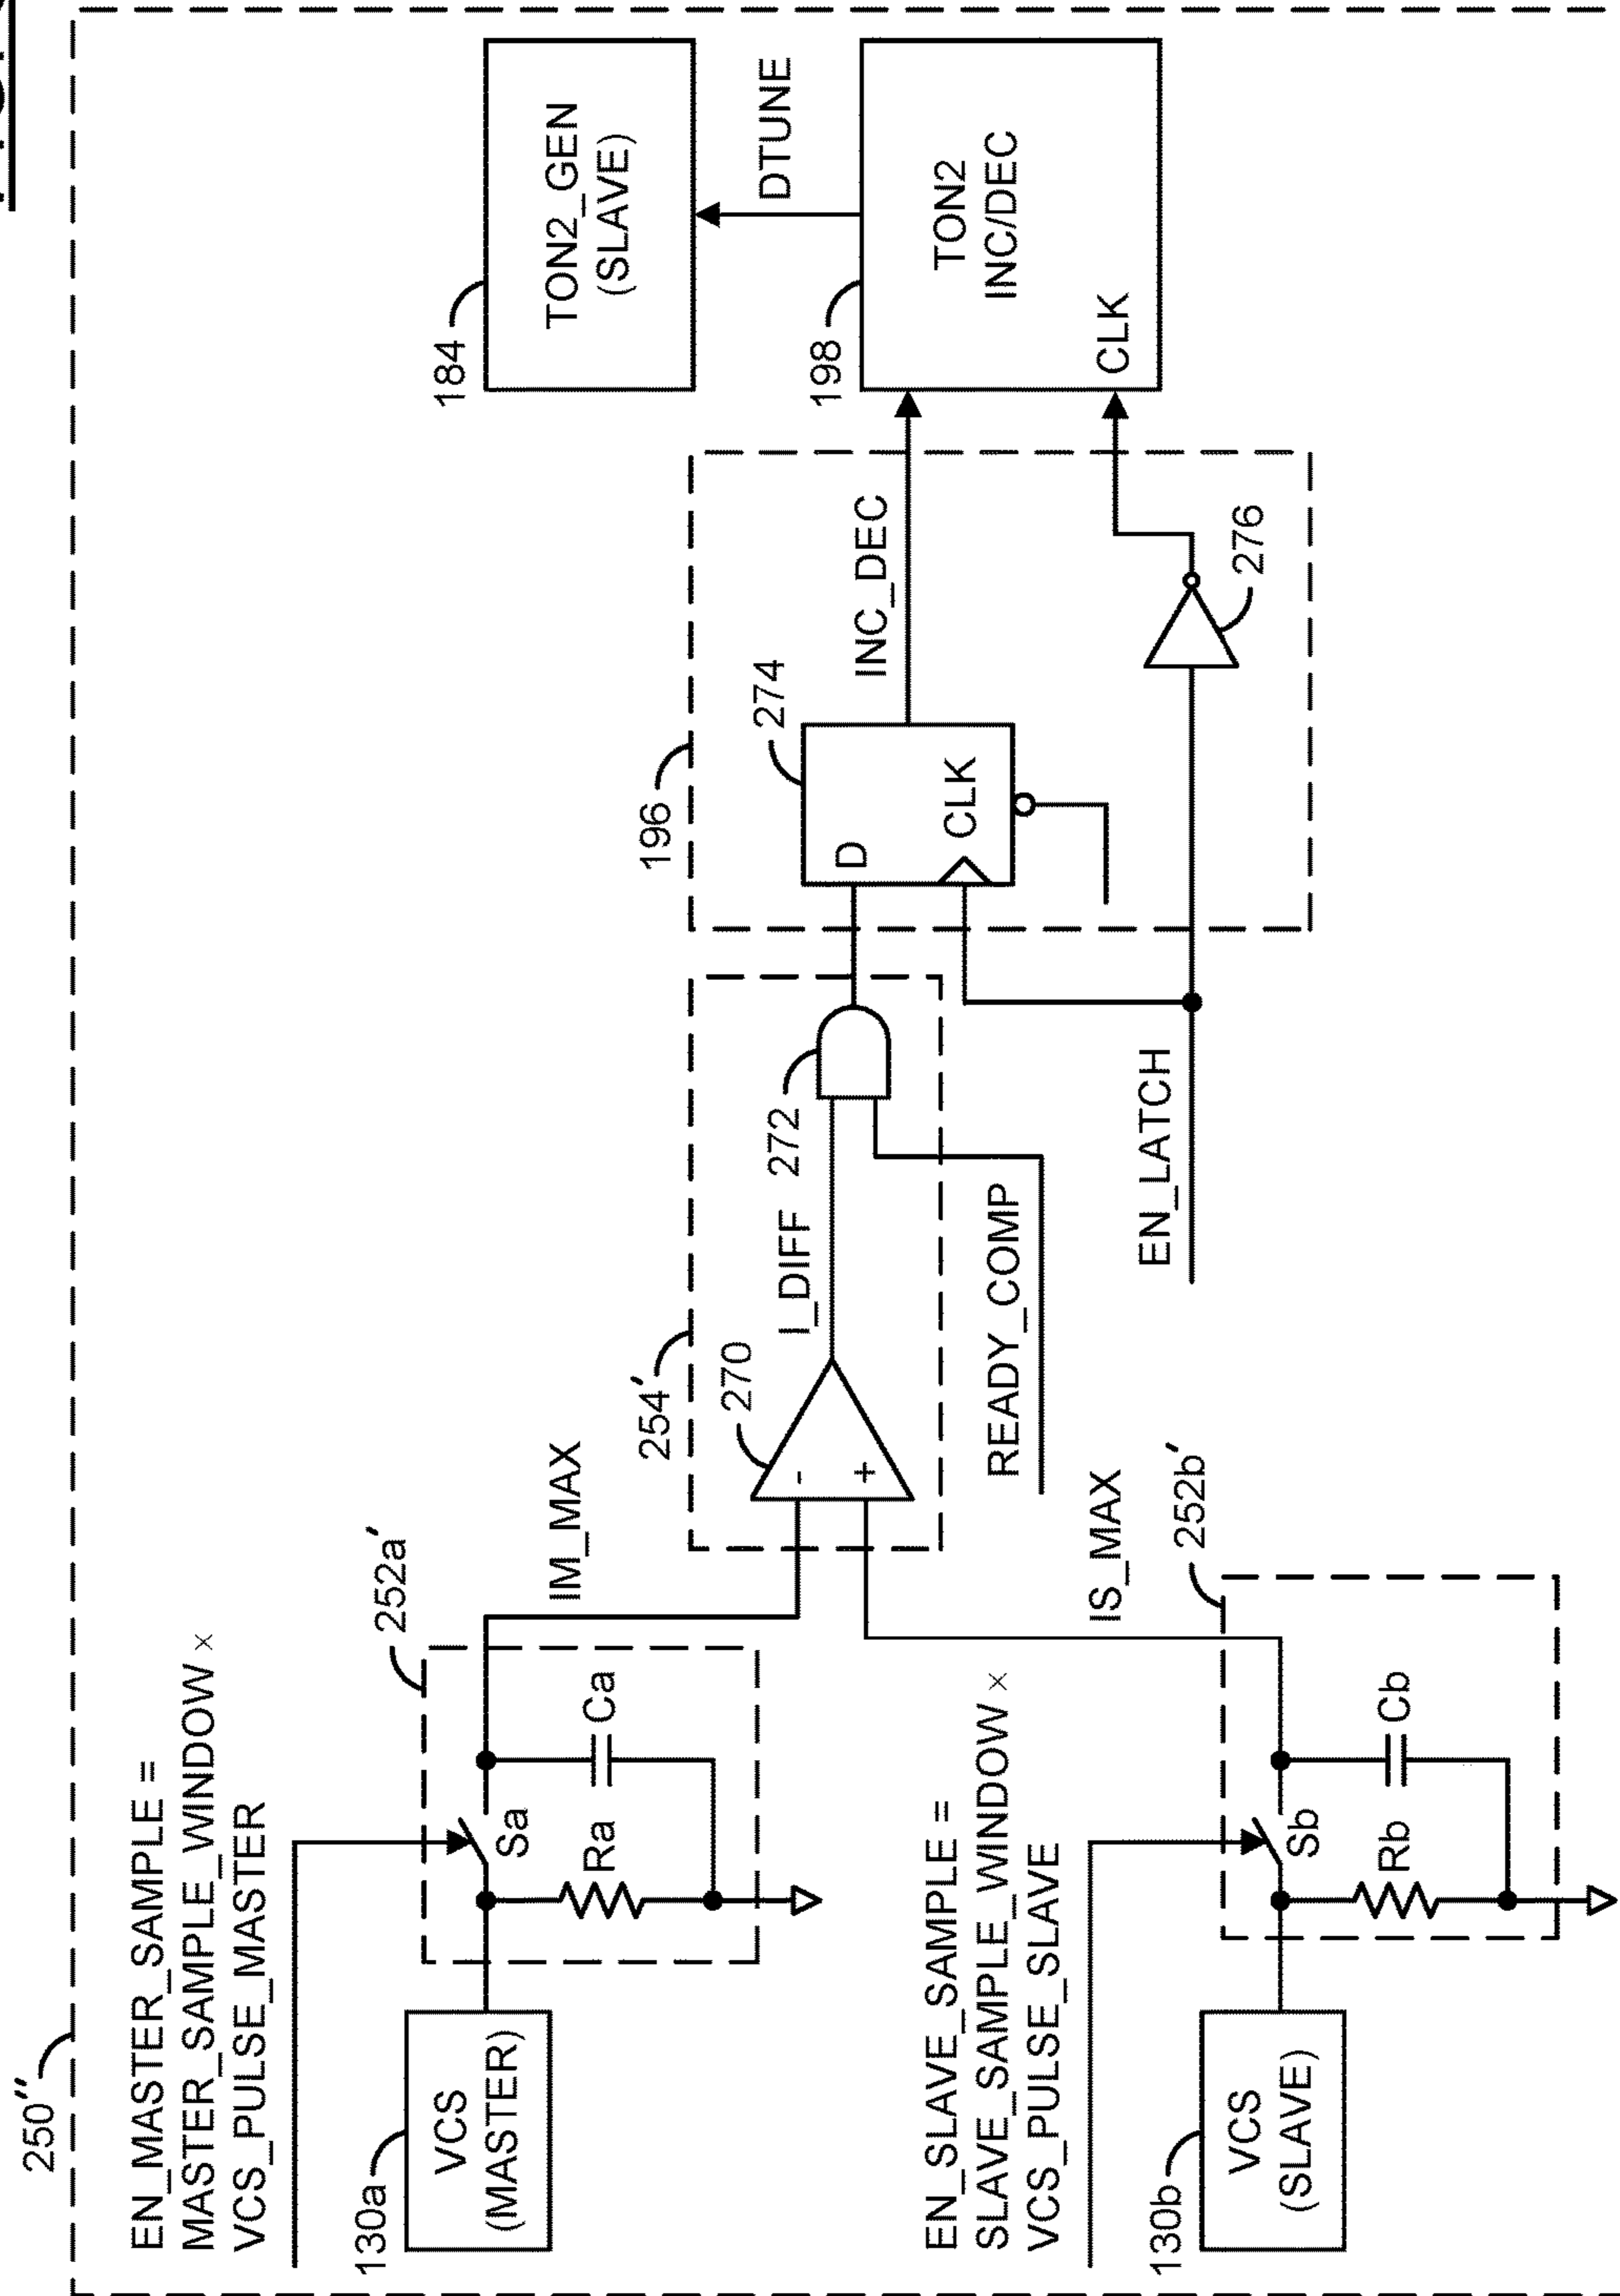 250''
EN_MASTER_SAMPLE =
MASTER_SAMPLE_WINDOW ×
VCS_PULSE_MASTER
130a
VCS
(MASTER)
252a'
Sa
Ra
Ca
IM_MAX
EN_SLAVE_SAMPLE =
SLAVE_SAMPLE_WINDOW ×
VCS_PULSE_SLAVE
130b
VCS
(SLAVE)
252b'
Sb
Rb
Cb
IS_MAX
254'
270
-
+
I_DIFF
272
READY_COMP
EN_LATCH
196
274
D
CLK
INC_DEC
276
184
TON2_GEN
(SLAVE)
DTUNE
198
TON2
INC/DEC
CLK